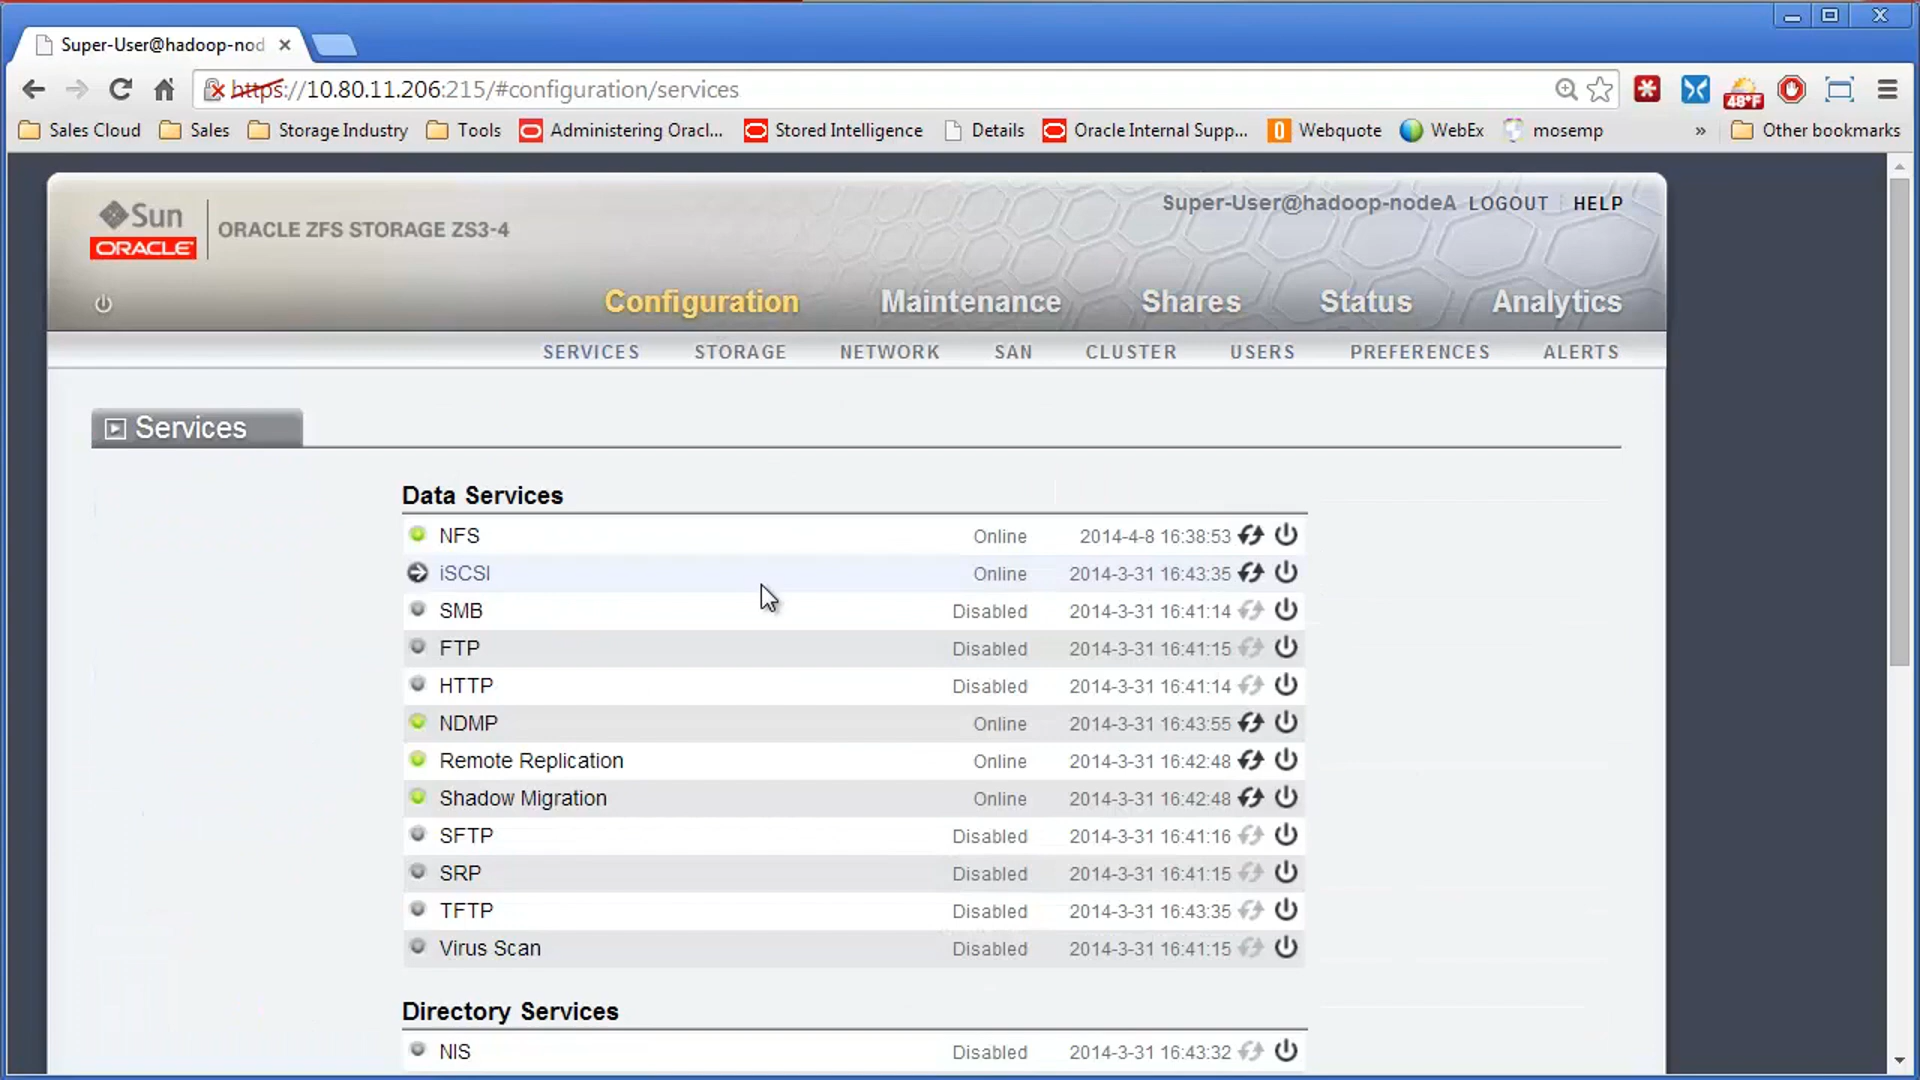 Super-User@hadoop-nod
https://10.80.11.206:215/#configuration/services
48°F
Sales Cloud Sales Storage Industry Tools Administering Oracl... Stored Intelligence Details Oracle Internal Supp... Webquote WebEx mosemp » Other bookmarks
Super-User@hadoop-nodeA LOGOUT HELP
Sun
ORACLE
ORACLE ZFS STORAGE ZS3-4
Configuration Maintenance Shares Status Analytics
SERVICES STORAGE NETWORK SAN CLUSTER USERS PREFERENCES ALERTS
Services
Data Services
NFS Online 2014-4-8 16:38:53
iSCSI Online 2014-3-31 16:43:35
SMB Disabled 2014-3-31 16:41:14
FTP Disabled 2014-3-31 16:41:15
HTTP Disabled 2014-3-31 16:41:14
NDMP Online 2014-3-31 16:43:55
Remote Replication Online 2014-3-31 16:42:48
Shadow Migration Online 2014-3-31 16:42:48
SFTP Disabled 2014-3-31 16:41:16
SRP Disabled 2014-3-31 16:41:15
TFTP Disabled 2014-3-31 16:43:35
Virus Scan Disabled 2014-3-31 16:41:15
Directory Services
NIS Disabled 2014-3-31 16:43:32